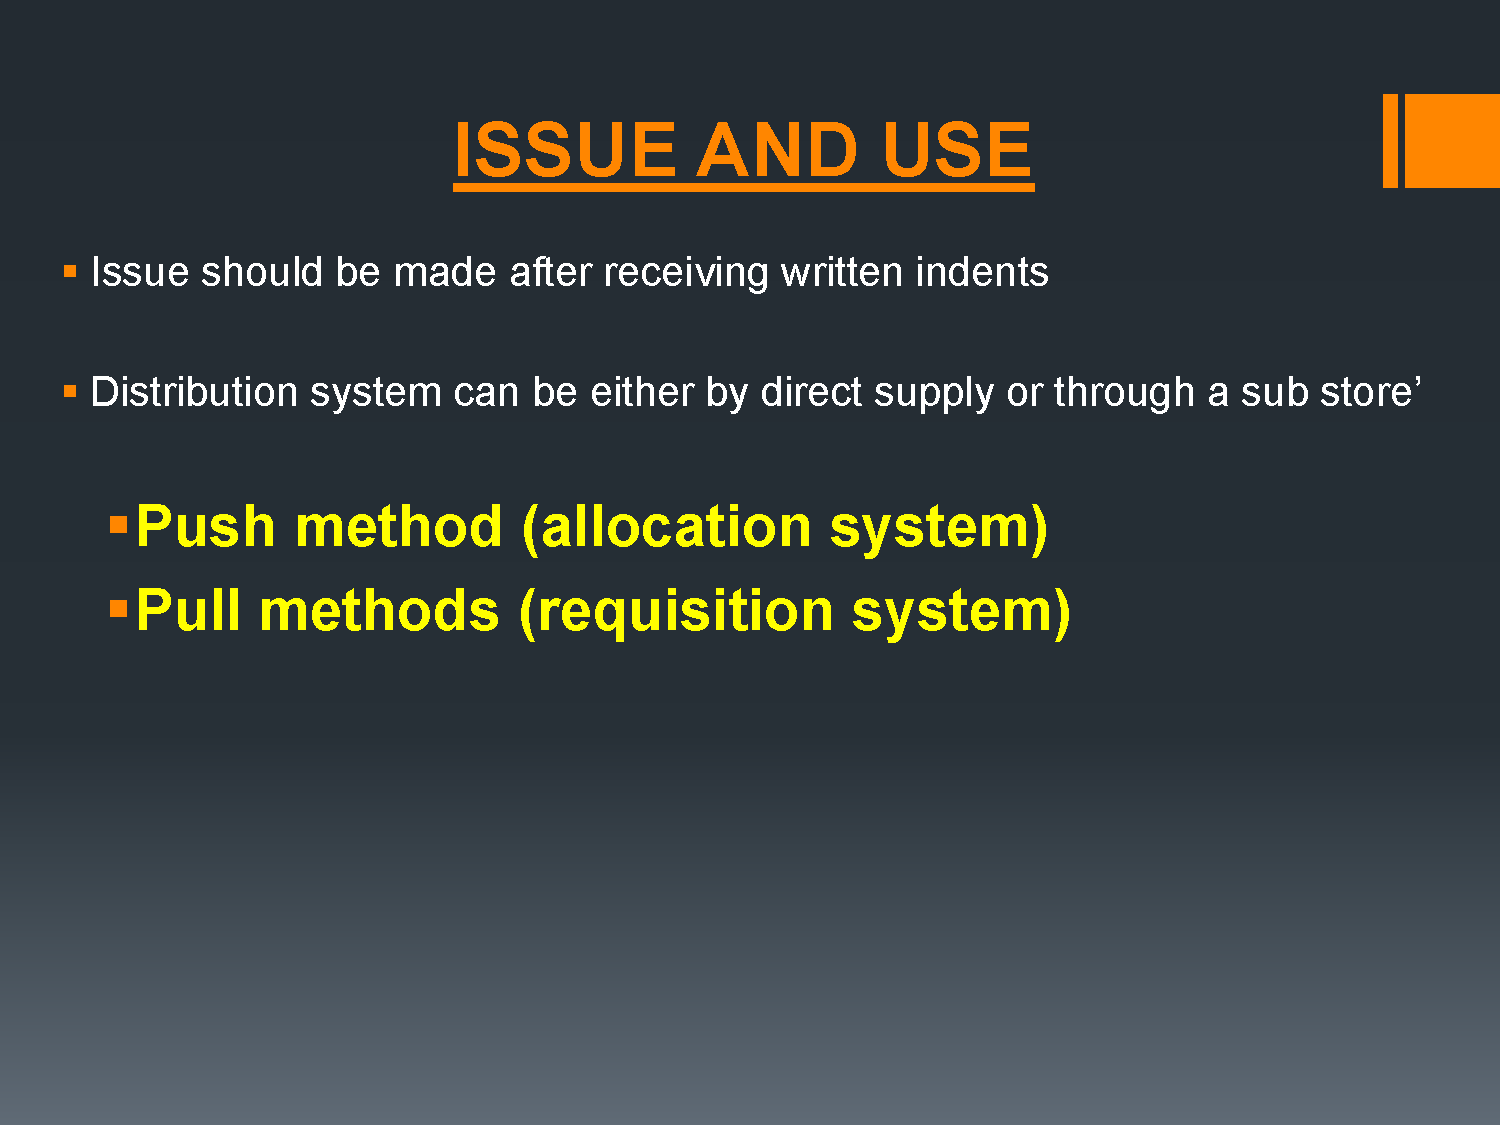 ISSUE AND USE
▪ Issue should be made after receiving written indents
▪ Distribution system can be either by direct supply or through a sub store’
▪Push method (allocation system)
▪Pull methods (requisition system)